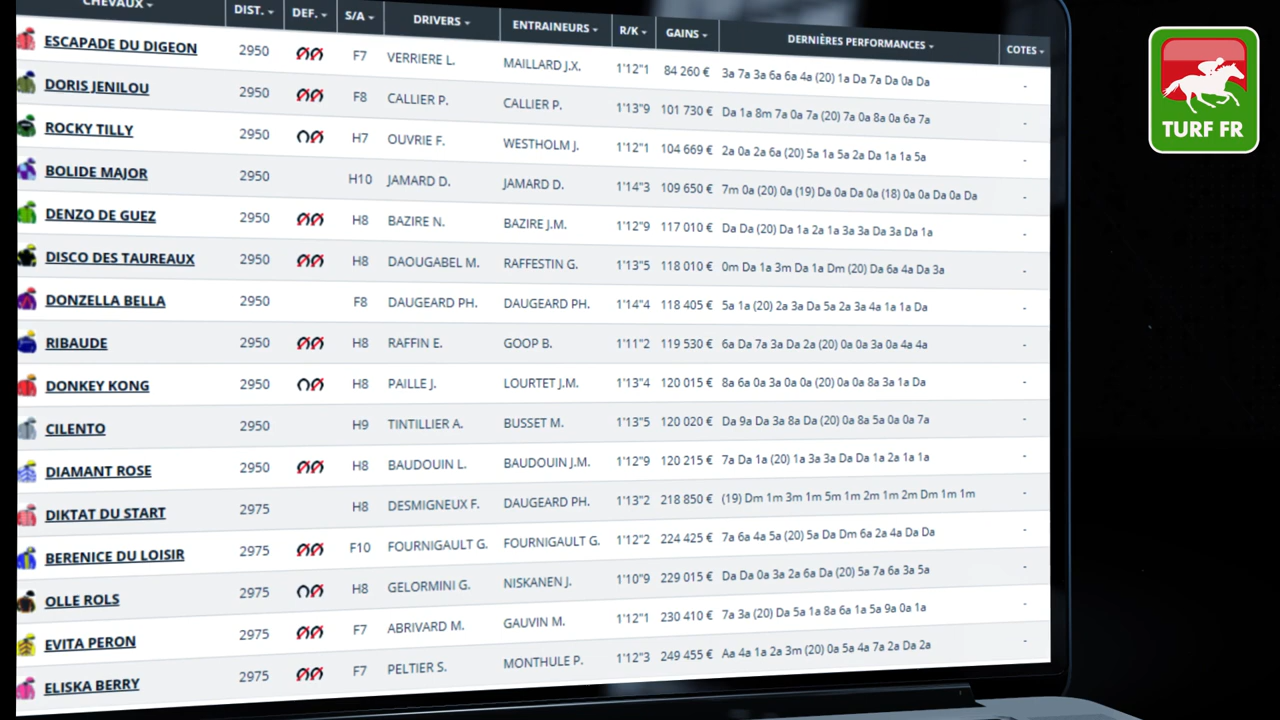 CHEVAUX DIST. DEF. S/A DRIVERS ENTRAINEURS R/K GAINS DERNIÈRES PERFORMANCES COTES
ESCAPADE DU DIGEON 2950 F7 VERRIERE L. MAILLARD J.X. 1'12"1 84 260 € 3a 7a 3a 6a 6a 4a (20) 1a Da 7a Da 0a Da -
DORIS JENILOU 2950 F8 CALLIER P. CALLIER P. 1'13"9 101 730 € Da 1a 8m 7a 0a 7a (20) 7a 0a 8a 0a 6a 7a -
ROCKY TILLY 2950 H7 OUVRIE F. WESTHOLM J. 1'12"1 104 669 € 2a 0a 2a 6a (20) 5a 1a 5a 2a Da 1a 1a 5a -
BOLIDE MAJOR 2950 H10 JAMARD D. JAMARD D. 1'14"3 109 650 € 7m 0a (20) 0a (19) Da 0a Da 0a (18) 0a 0a Da 0a Da -
DENZO DE GUEZ 2950 H8 BAZIRE N. BAZIRE J.M. 1'12"9 117 010 € Da Da (20) Da 1a 2a 1a 3a 3a Da 3a Da 1a -
DISCO DES TAUREAUX 2950 H8 DAOUGABEL M. RAFFESTIN G. 1'13"5 118 010 € 0m Da 1a 3m Da 1a Dm (20) Da 6a 4a Da 3a -
DONZELLA BELLA 2950 F8 DAUGEARD PH. DAUGEARD PH. 1'14"4 118 405 € 5a 1a (20) 2a 3a Da 5a 2a 3a 4a 1a 1a Da -
RIBAUDE 2950 H8 RAFFIN E. GOOP B. 1'11"2 119 530 € 6a Da 7a 3a Da 2a (20) 0a 0a 3a 0a 4a 4a -
DONKEY KONG 2950 H8 PAILLE J. LOURTET J.M. 1'13"4 120 015 € 8a 6a 0a 3a 0a 0a (20) 0a 0a 8a 3a 1a Da -
CILENTO 2950 H9 TINTILLIER A. BUSSET M. 1'13"5 120 020 € Da 9a Da 3a 8a Da (20) 0a 8a 5a 0a 0a 7a -
DIAMANT ROSE 2950 H8 BAUDOUIN L. BAUDOUIN J.M. 1'12"9 120 215 € 7a Da 1a (20) 1a 3a 3a Da Da 1a 2a 1a 1a -
DIKTAT DU START 2975 H8 DESMIGNEUX F. DAUGEARD PH. 1'13"2 218 850 € (19) Dm 1m 3m 1m 5m 1m 2m 1m 2m Dm 1m 1m -
BERENICE DU LOISIR 2975 F10 FOURNIGAULT G. FOURNIGAULT G. 1'12"2 224 425 € 7a 6a 4a 5a (20) 5a Da Dm 6a 2a 4a Da Da -
OLLE ROLS 2975 H8 GELORMINI G. NISKANEN J. 1'10"9 229 015 € Da Da 0a 3a 2a 6a Da (20) 5a 7a 6a 3a 5a -
EVITA PERON 2975 F7 ABRIVARD M. GAUVIN M. 1'12"1 230 410 € 7a 3a (20) Da 5a 1a 8a 6a 1a 5a 9a 0a 1a -
ELISKA BERRY 2975 F7 PELTIER S. MONTHULE P. 1'12"3 249 455 € Aa 4a 1a 2a 3m (20) 0a 5a 4a 7a 2a Da 2a -
TURF FR